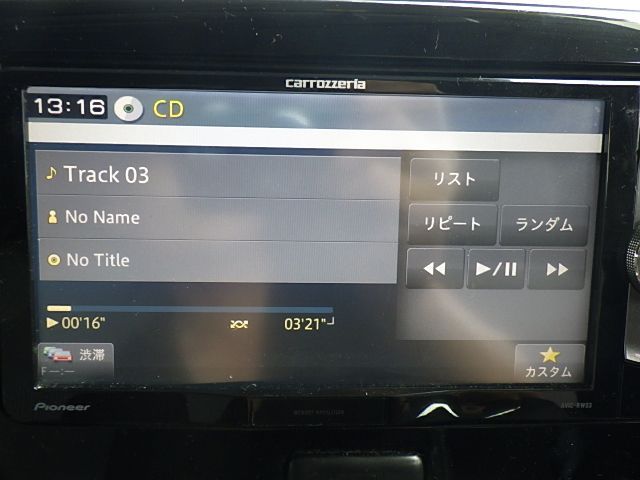 carrozzeria
13:16 CD
Track 03
No Name
No Title
リスト
リピート ランダム
00'16" 03'21"
渋滞
カスタム
Pioneer